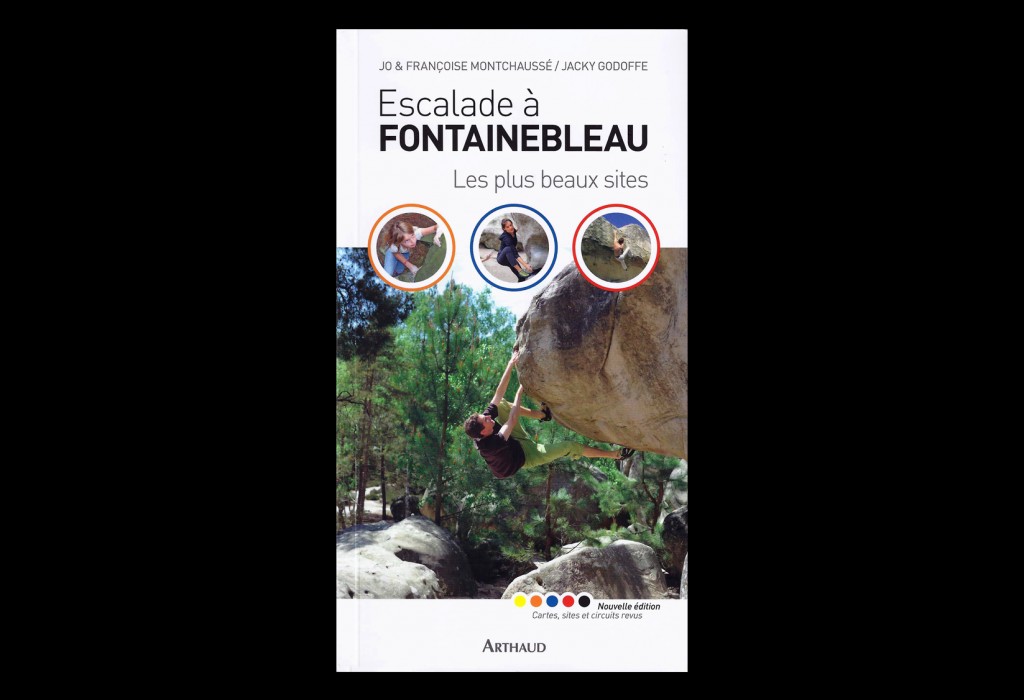 JO & FRANÇOISE MONTCHAUSSÉ / JACKY GODOFFE
Escalade à
FONTAINEBLEAU
Les plus beaux sites
Nouvelle édition
Cartes, sites et circuits revus
ARTHAUD